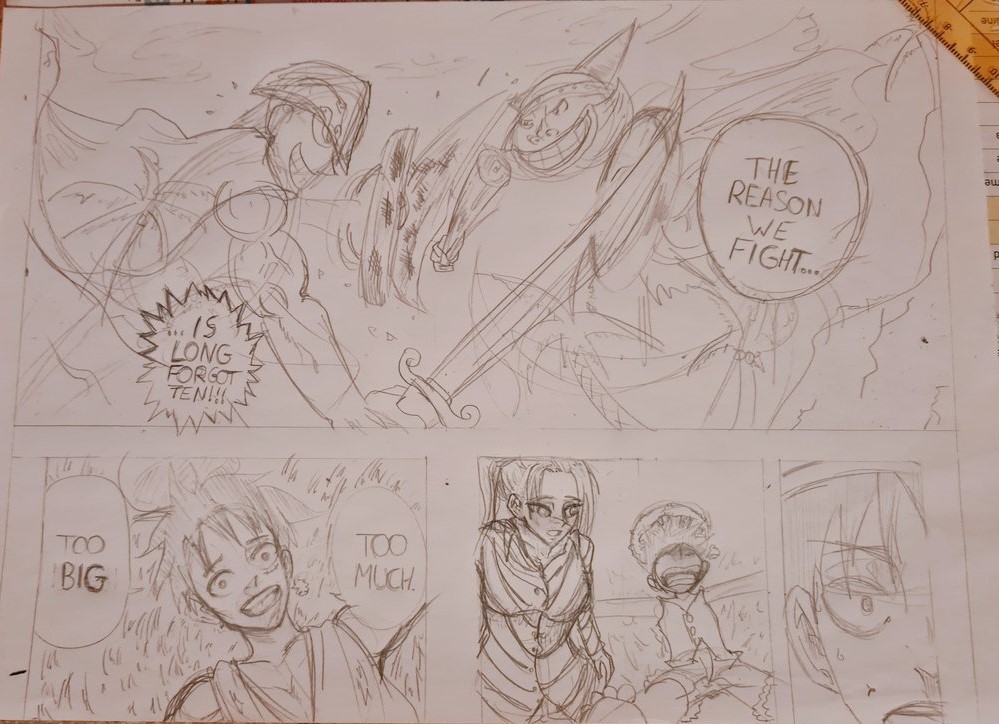 THE
REASON
WE
FIGHT...
...IS
LONG
FORGOT
TEN!!!
TOO
BIG
TOO
MUCH.